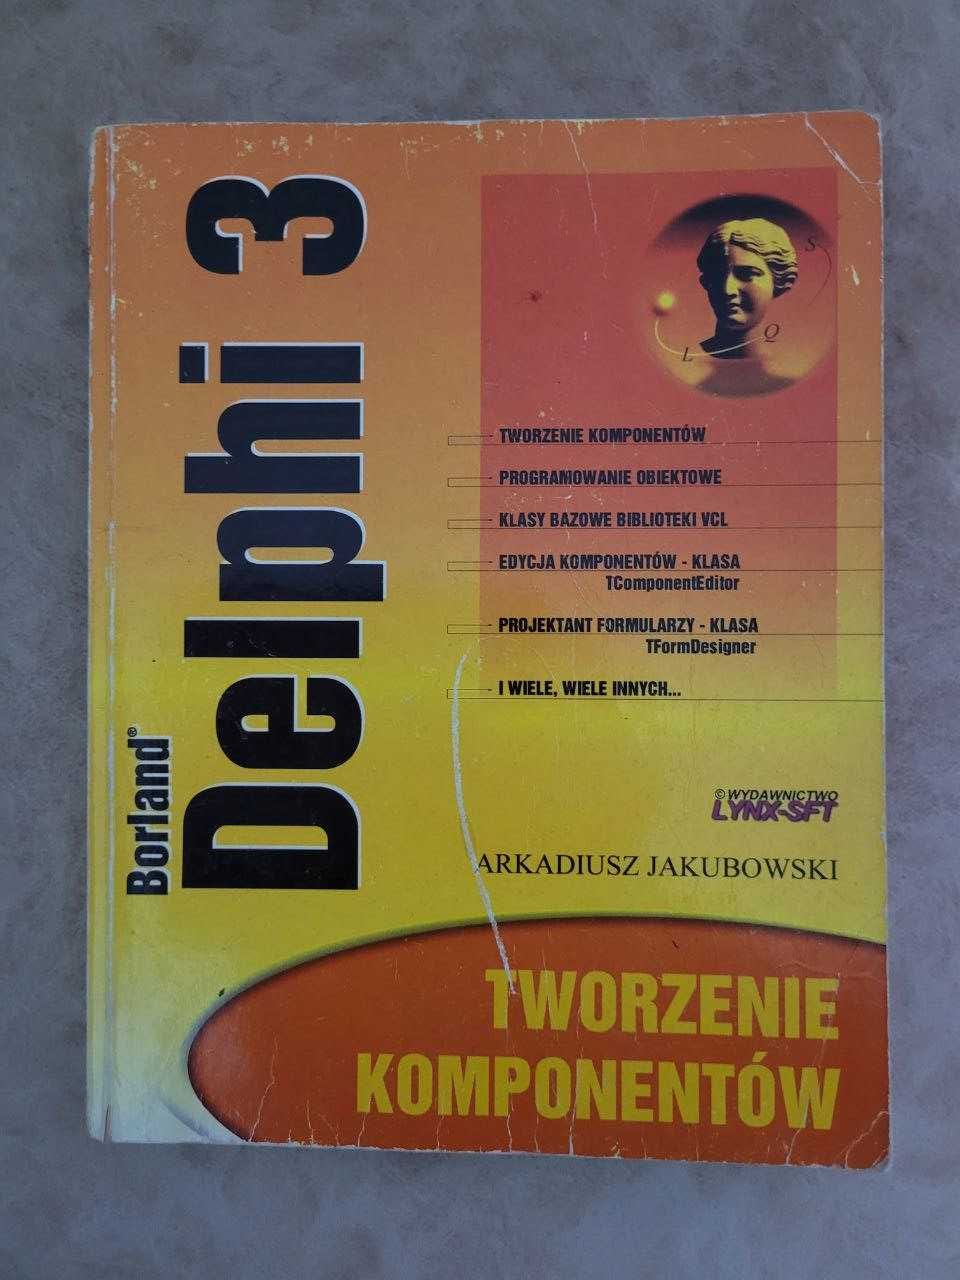 Borland®
Delphi 3
S
Q
L
TWORZENIE KOMPONENTÓW
PROGRAMOWANIE OBIEKTOWE
KLASY BAZOWE BIBLIOTEKI VCL
EDYCJA KOMPONENTÓW - KLASA
TComponentEditor
PROJEKTANT FORMULARZY - KLASA
TFormDesigner
I WIELE, WIELE INNYCH...
© WYDAWNICTWO
LYNX-SFT
ARKADIUSZ JAKUBOWSKI
TWORZENIE
KOMPONENTÓW